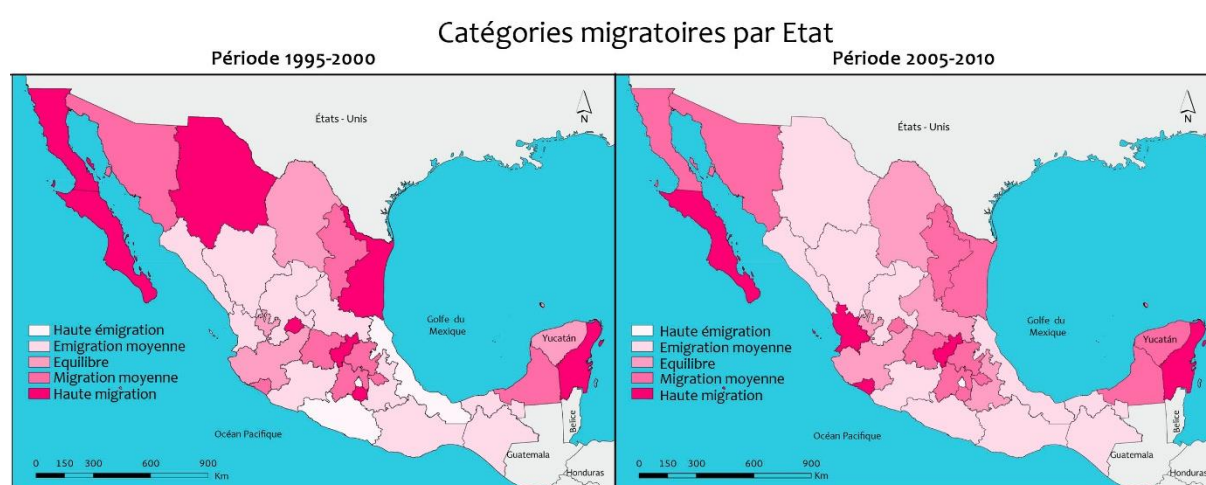 Catégories migratoires par Etat
Période 1995-2000
N
États - Unis
Golfe du
Mexique
Yucatán
Haute émigration
Emigration moyenne
Equilibre
Migration moyenne
Haute migration
Océan Pacifique
Belice
Guatemala
Honduras
0 150 300 600 900
Km
Période 2005-2010
N
États - Unis
Golfe du
Mexique
Yucatán
Haute émigration
Emigration moyenne
Equilibre
Migration moyenne
Haute migration
Océan Pacifique
Belice
Guatemala
Honduras
0 150 300 600 900
Km